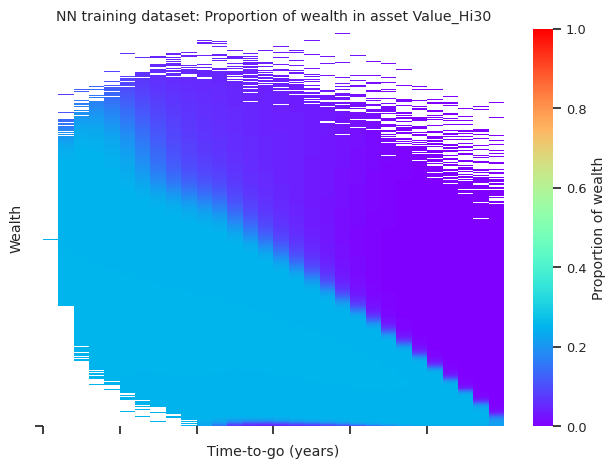 NN training dataset: Proportion of wealth in asset Value_Hi30
Wealth
Time-to-go (years)
1.0
0.8
0.6
0.4
0.2
0.0
Proportion of wealth